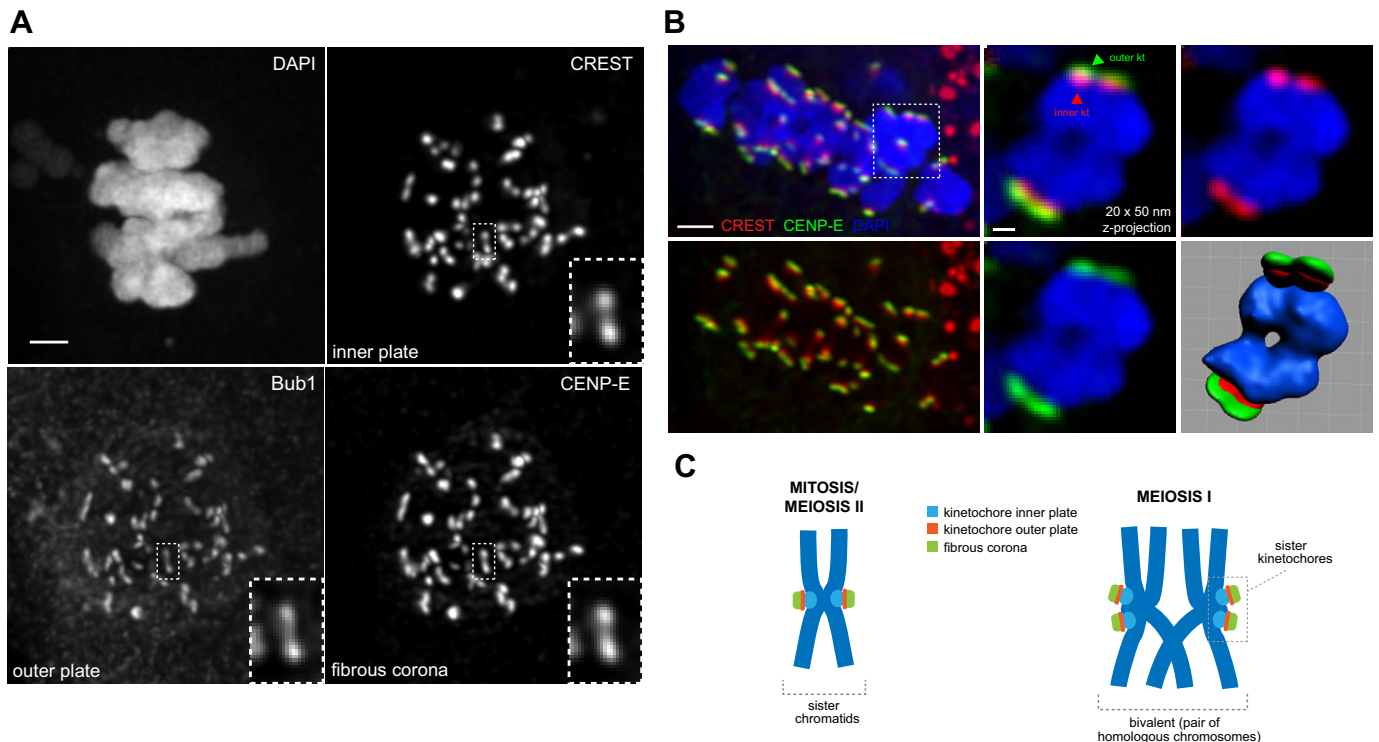 A
DAPI
CREST
inner plate
Bub1
outer plate
CENP-E
fibrous corona
B
CREST CENP-E DAPI
outer kt
inner kt
20 x 50 nm
z-projection
C
MITOSIS/
MEIOSIS II
sister
chromatids
kinetochore inner plate
kinetochore outer plate
fibrous corona
MEIOSIS I
sister
kinetochores
bivalent (pair of
homologous chromosomes)